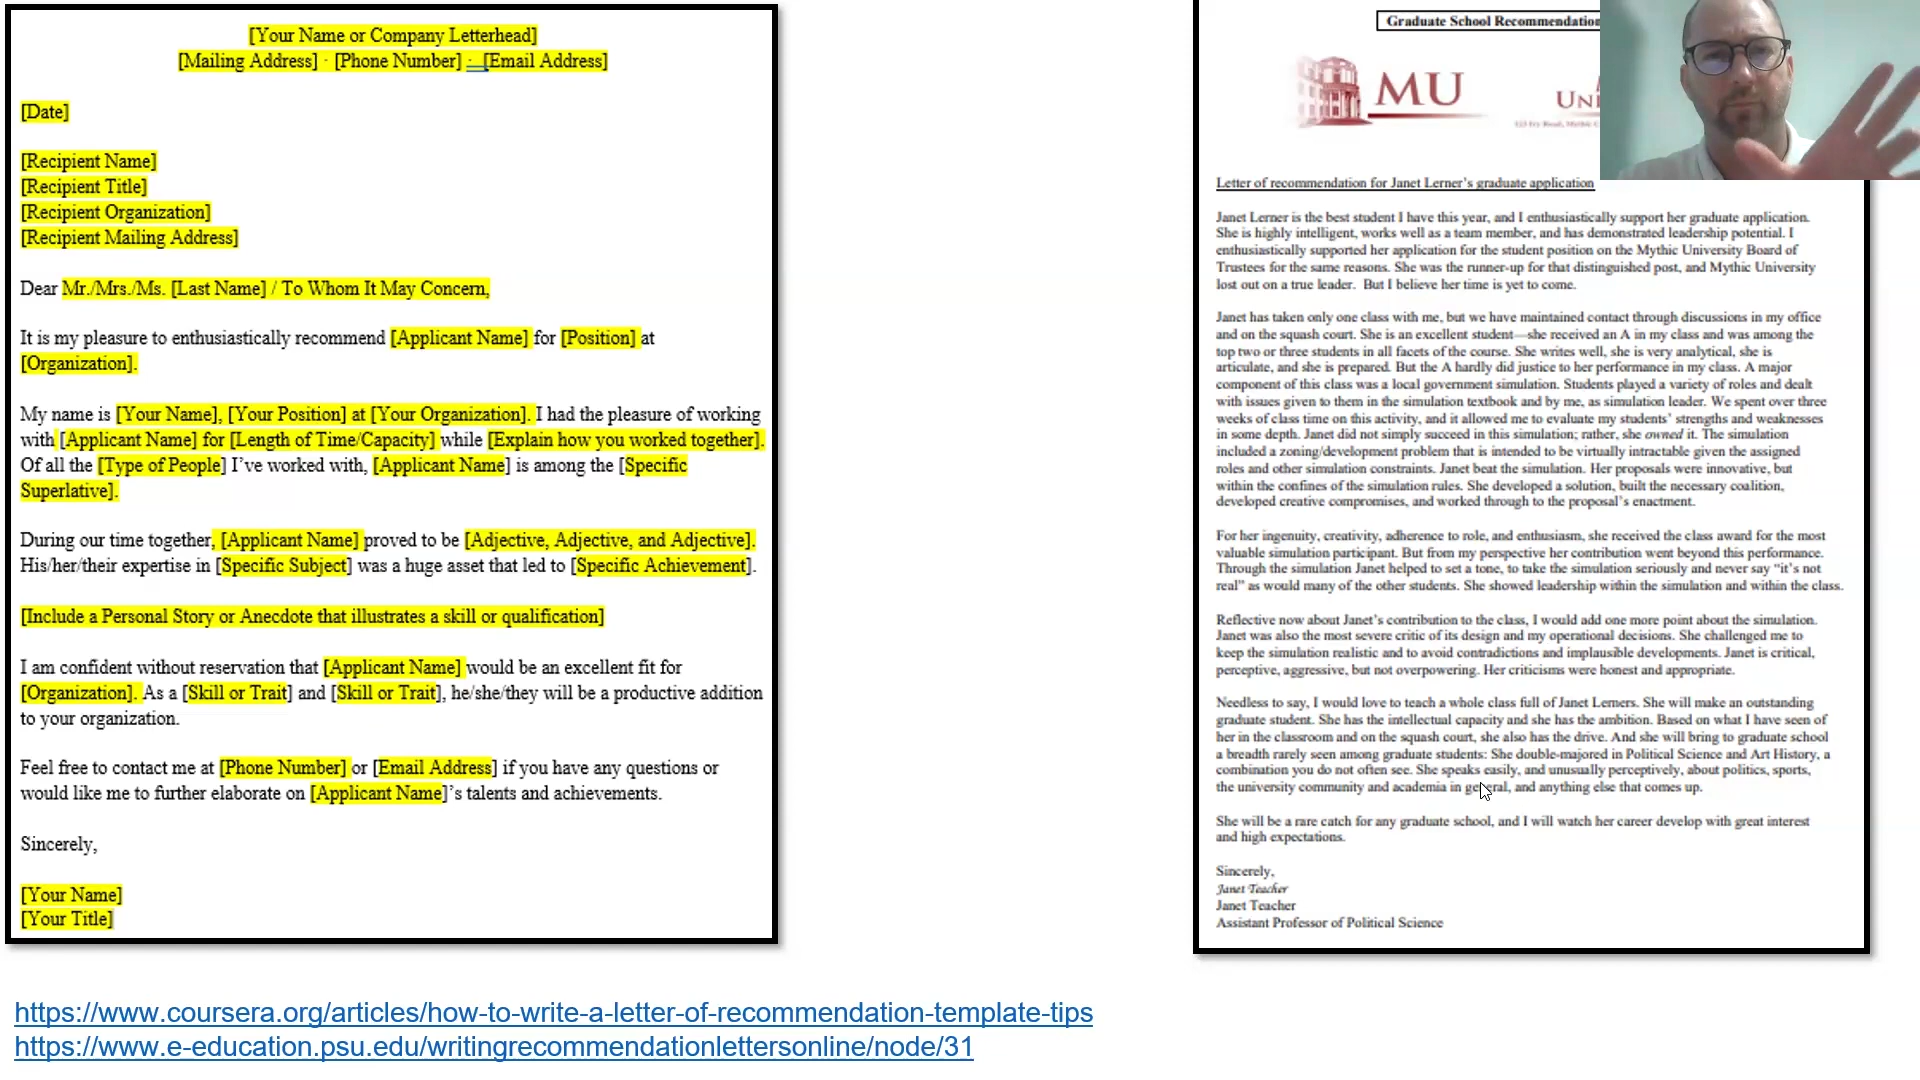 [Your Name or Company Letterhead]
[Mailing Address] · [Phone Number] · [Email Address]
[Date]
[Recipient Name]
[Recipient Title]
[Recipient Organization]
[Recipient Mailing Address]
Dear Mr./Mrs./Ms. [Last Name] / To Whom It May Concern,
It is my pleasure to enthusiastically recommend [Applicant Name] for [Position] at
[Organization].
My name is [Your Name], [Your Position] at [Your Organization]. I had the pleasure of working
with [Applicant Name] for [Length of Time/Capacity] while [Explain how you worked together].
Of all the [Type of People] I’ve worked with, [Applicant Name] is among the [Specific
Superlative].
During our time together, [Applicant Name] proved to be [Adjective, Adjective, and Adjective].
His/her/their expertise in [Specific Subject] was a huge asset that led to [Specific Achievement].
[Include a Personal Story or Anecdote that illustrates a skill or qualification]
I am confident without reservation that [Applicant Name] would be an excellent fit for
[Organization]. As a [Skill or Trait] and [Skill or Trait], he/she/they will be a productive addition
to your organization.
Feel free to contact me at [Phone Number] or [Email Address] if you have any questions or
would like me to further elaborate on [Applicant Name]’s talents and achievements.
Sincerely,
[Your Name]
[Your Title]
Graduate School Recommendation
MU
Letter of recommendation for Janet Lerner’s graduate application
Janet Lerner is the best student I have this year, and I enthusiastically support her graduate application.
She is highly intelligent, works well as a team member, and has demonstrated leadership potential. I
enthusiastically supported her application for the student position on the Mythic University Board of
Trustees for the same reasons. She was the runner-up for that distinguished post, and Mythic University
lost out on a true leader. But I believe her time is yet to come.
Janet has taken only one class with me, but we have maintained contact through discussions in my office
and on the squash court. She is an excellent student—she received an A in my class and was among the
top two or three students in all facets of the course. She writes well, she is very analytical, she is
articulate, and she is prepared. But the A hardly did justice to her performance in my class. A major
component of this class was a local government simulation. Students played a variety of roles and dealt
with issues given to them in the simulation textbook and by me, as simulation leader. We spent over three
weeks of class time on this activity, and it allowed me to evaluate my students’ strengths and weaknesses
in some depth. Janet did not simply succeed in this simulation; rather, she owned it. The simulation
included a zoning/development problem that is intended to be virtually intractable given the assigned
roles and other simulation constraints. Janet beat the simulation. Her proposals were innovative, but
within the confines of the simulation rules. She developed a solution, built the necessary coalition,
developed creative compromises, and worked through to the proposal’s enactment.
For her ingenuity, creativity, adherence to role, and enthusiasm, she received the class award for the most
valuable simulation participant. But from my perspective her contribution went beyond this performance.
Through the simulation Janet helped to set a tone, to take the simulation seriously and never say “it’s not
real” as would many of the other students. She showed leadership within the simulation and within the class.
Reflective now about Janet’s contribution to the class, I would add one more point about the simulation.
Janet was also the most severe critic of its design and my operational decisions. She challenged me to
keep the simulation realistic and to avoid contradictions and implausible developments. Janet is critical,
perceptive, aggressive, but not overpowering. Her criticisms were honest and appropriate.
Needless to say, I would love to teach a whole class full of Janet Lerners. She will make an outstanding
graduate student. She has the intellectual capacity and she has the ambition. Based on what I have seen of
her in the classroom and on the squash court, she also has the drive. And she will bring to graduate school
a breadth rarely seen among graduate students: She double-majored in Political Science and Art History, a
combination you do not often see. She speaks easily, and unusually perceptively, about politics, sports,
the university community and academia in general, and anything else that comes up.
She will be a rare catch for any graduate school, and I will watch her career develop with great interest
and high expectations.
Sincerely,
Janet Teacher
Janet Teacher
Assistant Professor of Political Science
https://www.coursera.org/articles/how-to-write-a-letter-of-recommendation-template-tips
https://www.e-education.psu.edu/writingrecommendationlettersonline/node/31